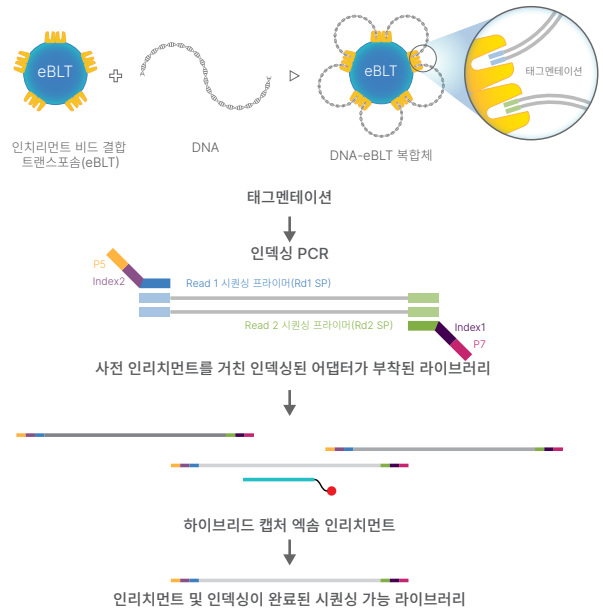 eBLT
eBLT
태그멘테이션
인치리먼트 비드 결합
트랜스포솜(eBLT)
DNA
DNA-eBLT 복합체
태그멘테이션
인덱싱 PCR
P5
Index2
Read 1 시퀀싱 프라이머(Rd1 SP)
Read 2 시퀀싱 프라이머(Rd2 SP)
Index1
P7
사전 인리치먼트를 거친 인덱싱된 어댑터가 부착된 라이브러리
하이브리드 캡처 엑솜 인리치먼트
인리치먼트 및 인덱싱이 완료된 시퀀싱 가능 라이브러리